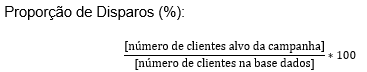 Proporção de Disparos (%):
[número de clientes alvo da campanha]
[número de clientes na base dados] * 100